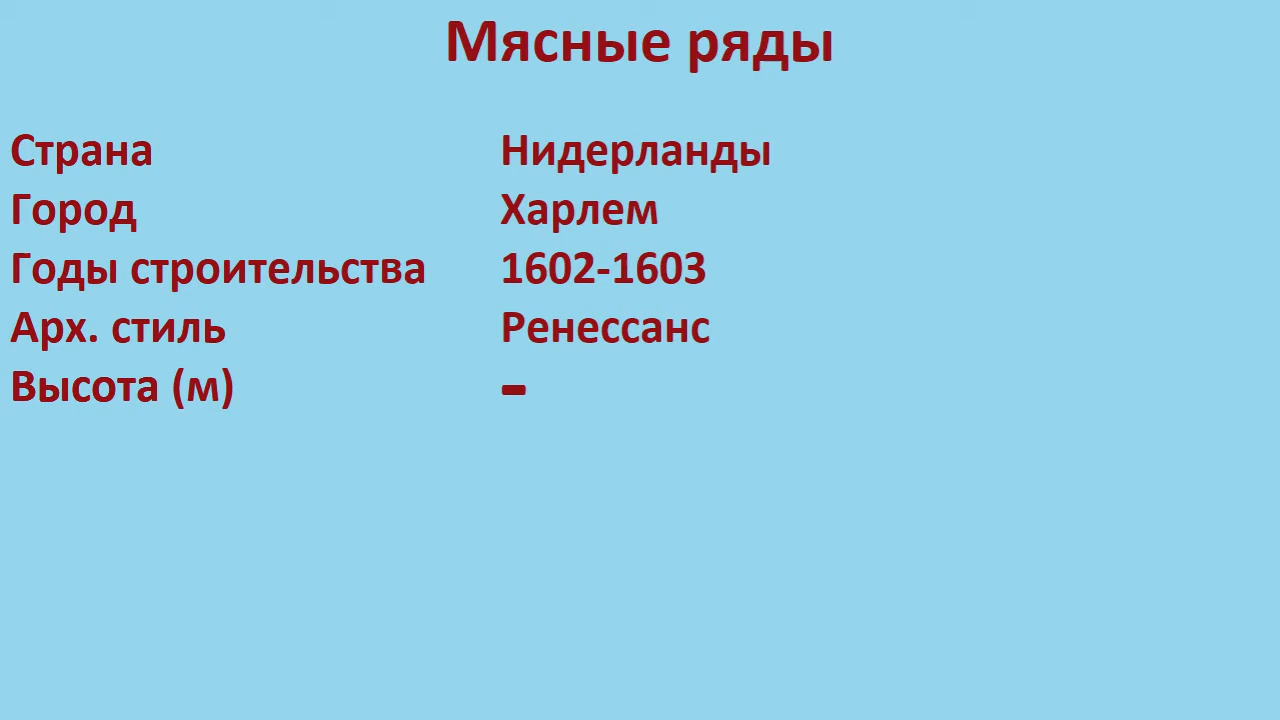 Мясные ряды
Страна Нидерланды
Город Харлем
Годы строительства 1602-1603
Арх. стиль Ренессанс
Высота (м) -